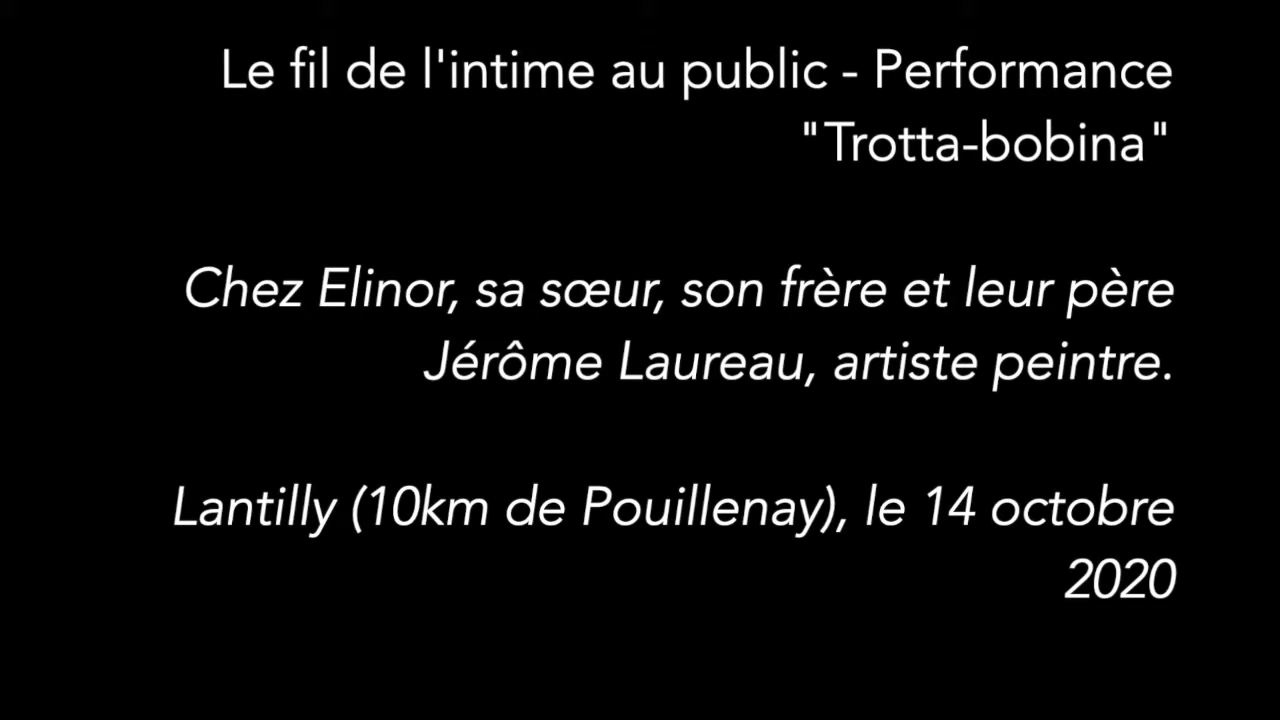 Le fil de l'intime au public - Performance
"Trotta-bobina"
Chez Elinor, sa sœur, son frère et leur père
Jérôme Laureau, artiste peintre.
Lantilly (10km de Pouillenay), le 14 octobre
2020